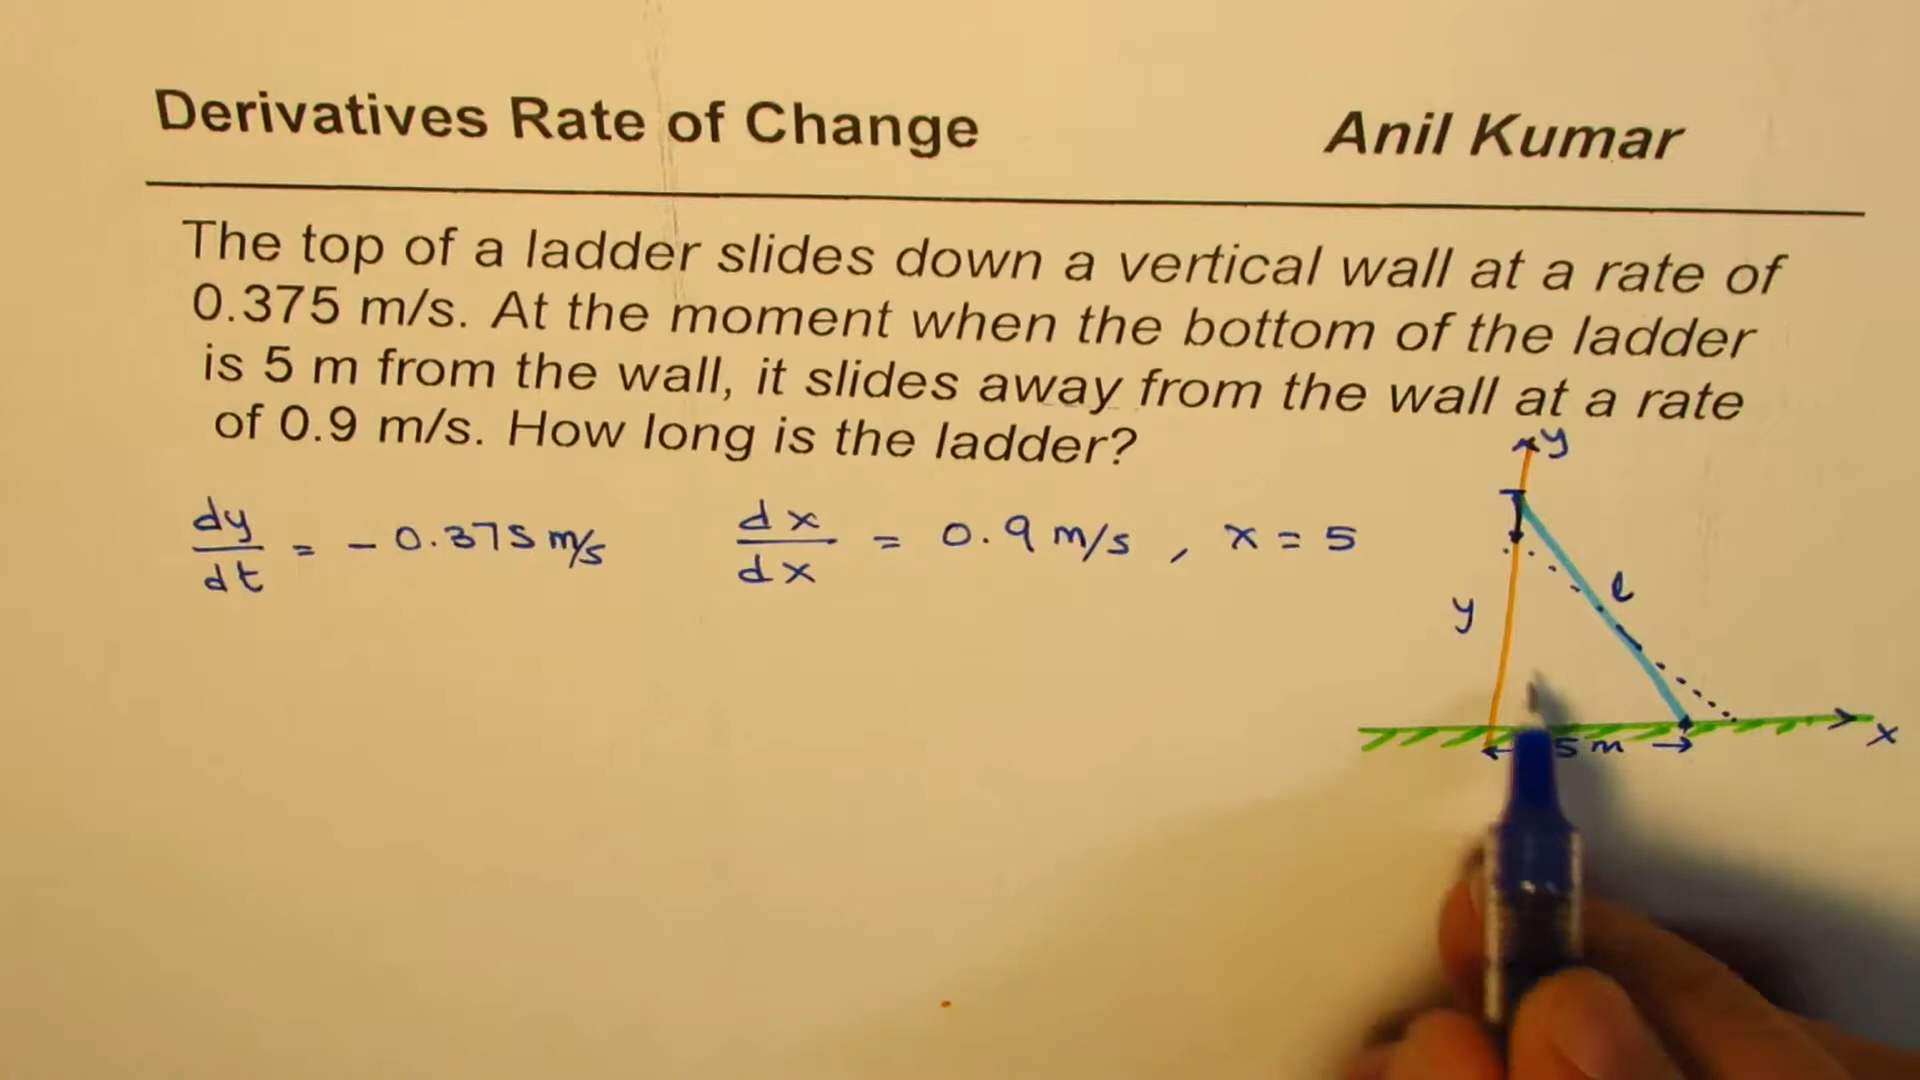 Derivatives Rate of Change Anil Kumar
The top of a ladder slides down a vertical wall at a rate of
0.375 m/s. At the moment when the bottom of the ladder
is 5 m from the wall, it slides away from the wall at a rate
of 0.9 m/s. How long is the ladder?
dy/dt = - 0.375 m/s dx/dx = 0.9 m/s , x = 5
y
l
y
5 m
x